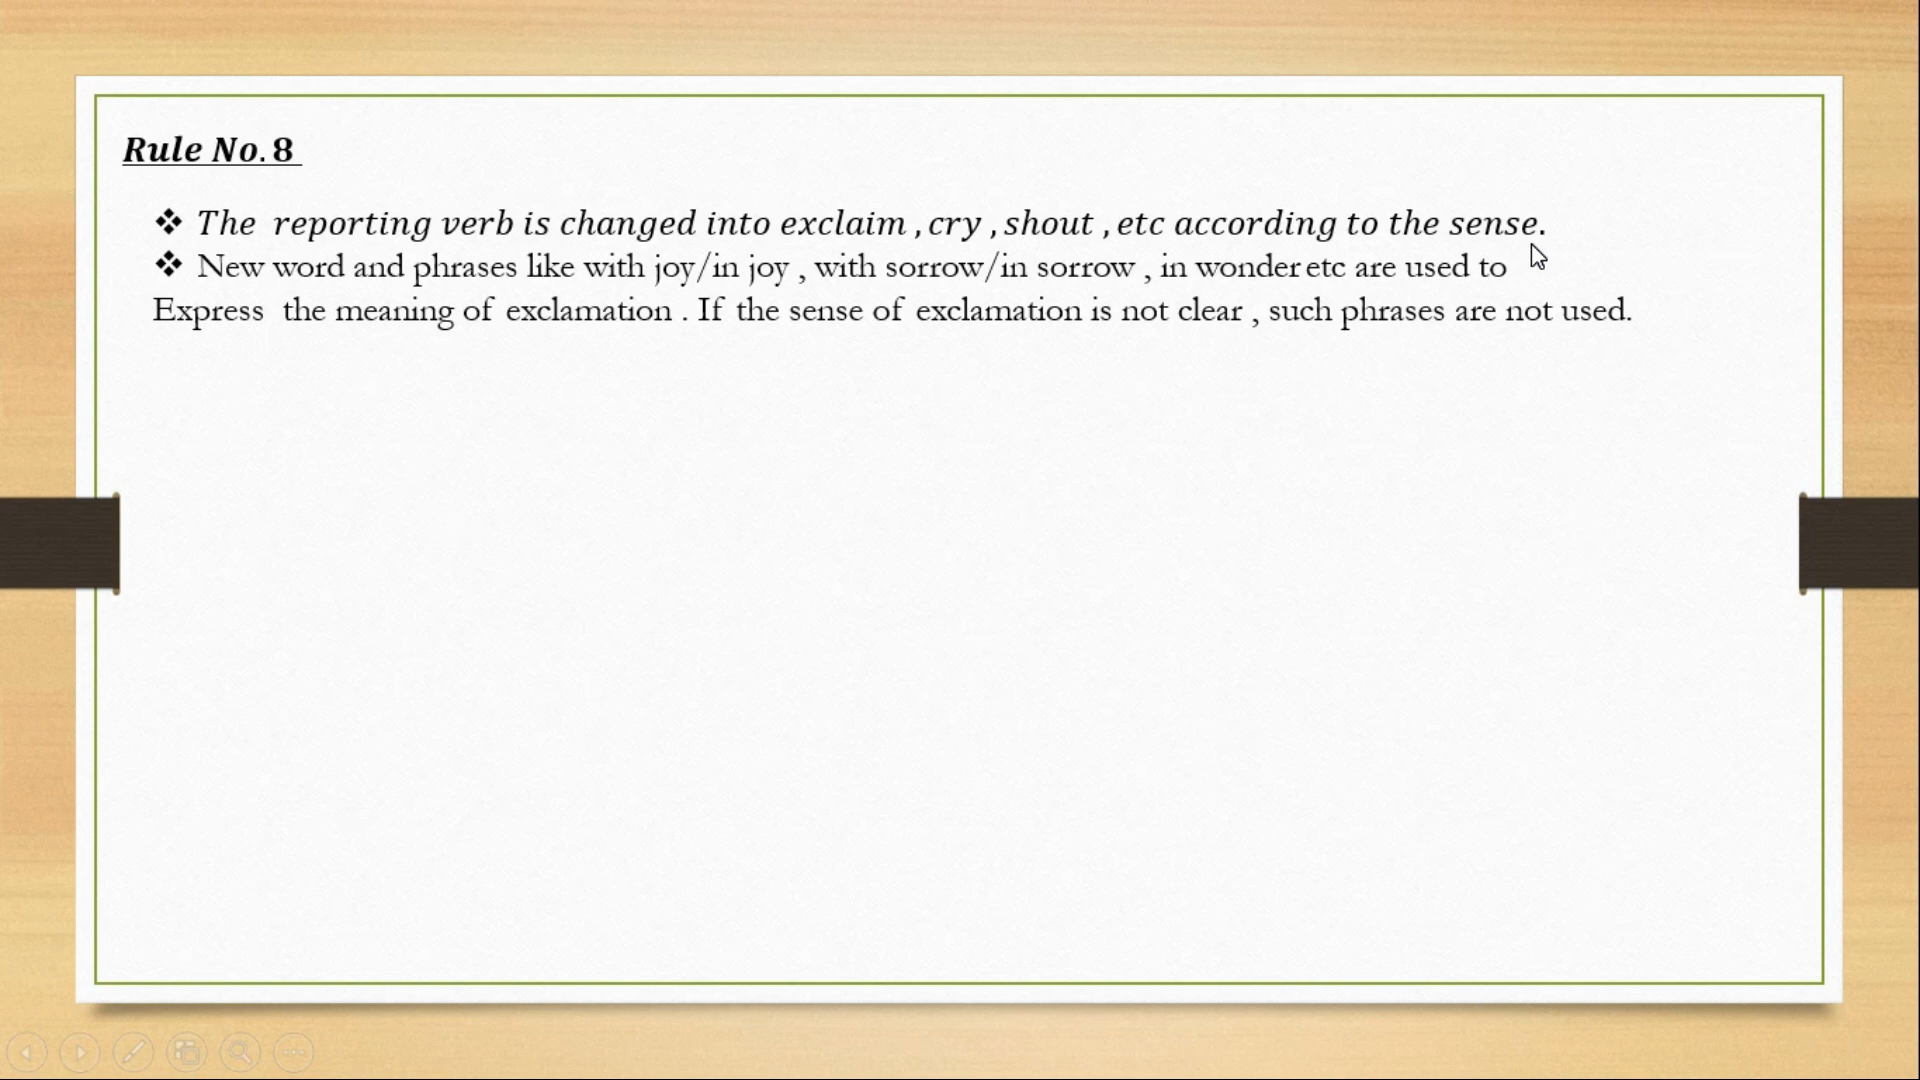 Rule No. 8
❖ The reporting verb is changed into exclaim , cry , shout , etc according to the sense.
❖ New word and phrases like with joy/in joy , with sorrow/in sorrow , in wonder etc are used to
Express the meaning of exclamation . If the sense of exclamation is not clear , such phrases are not used.